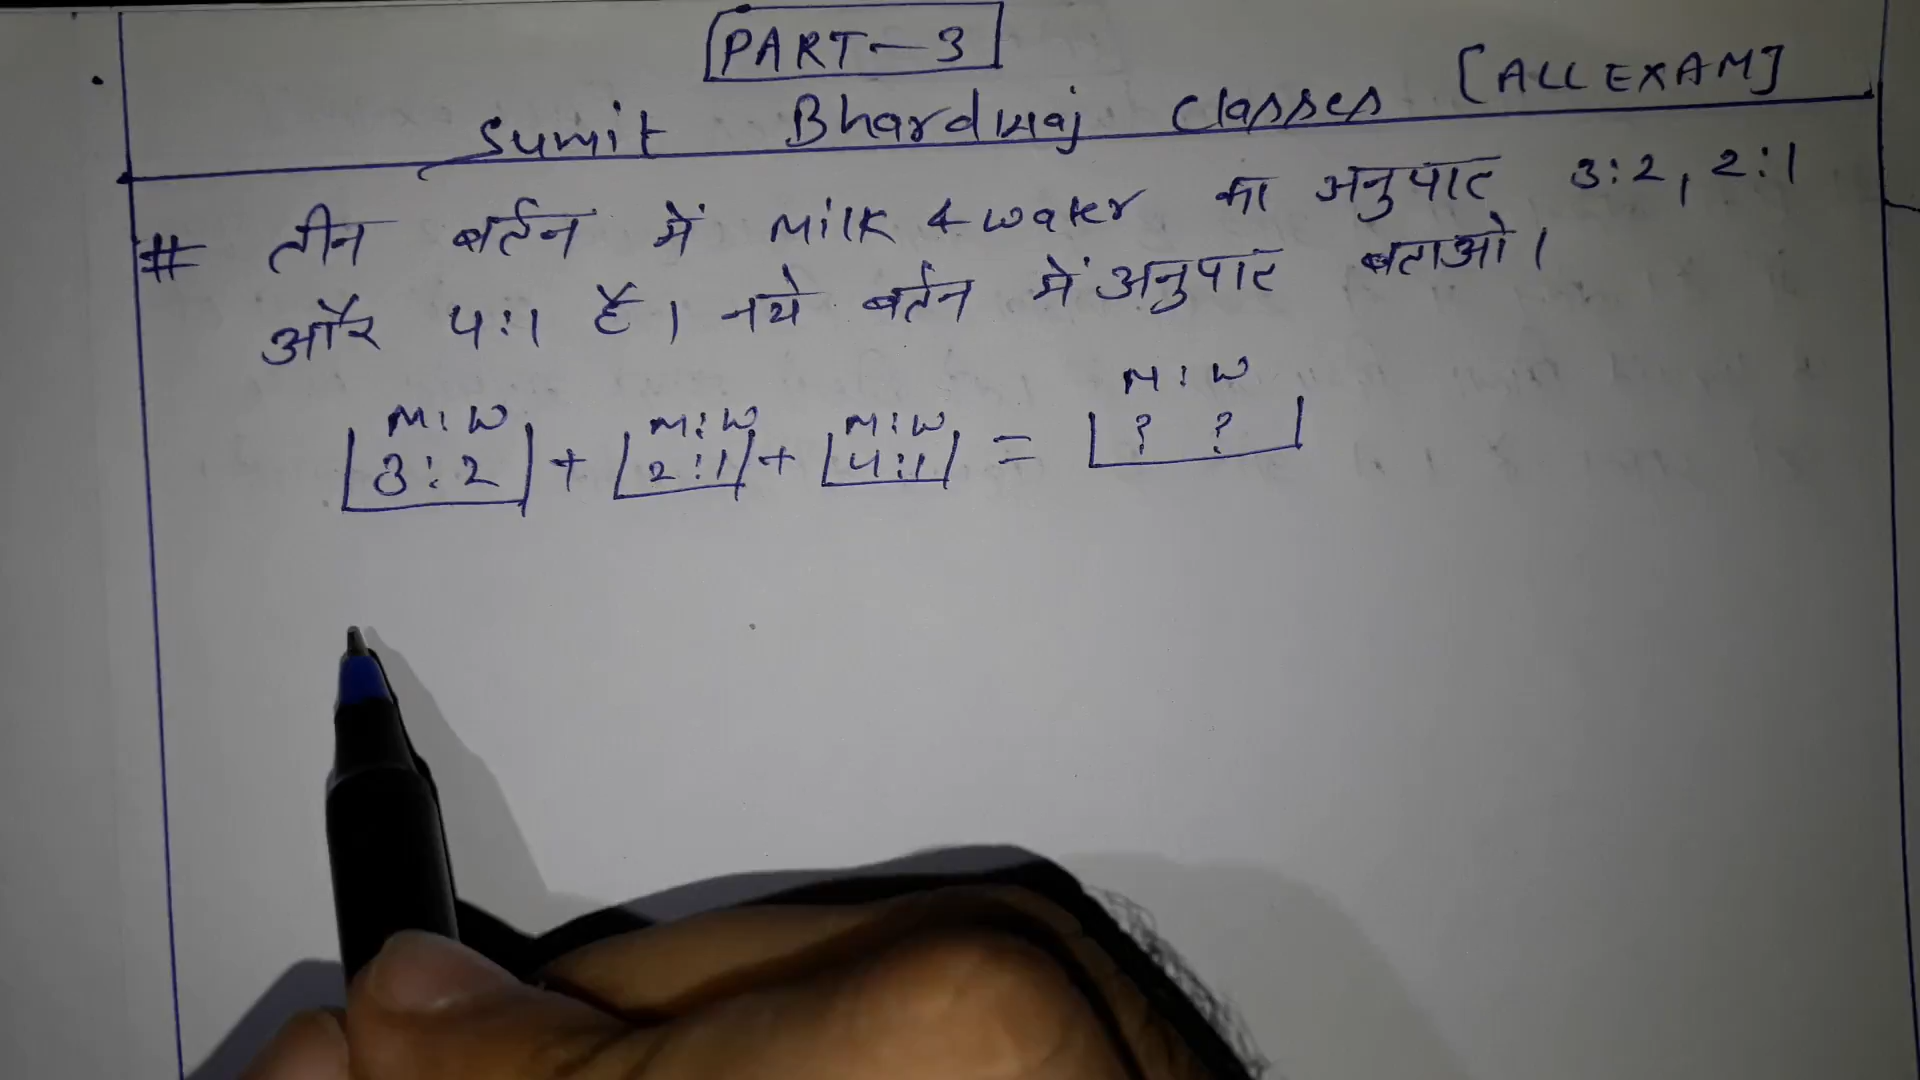 PART-3
Sumit Bhardwaj Classes [ALL EXAM]
# तीन बर्तन में Milk & water का अनुपात 3:2, 2:1
और 4:1 है। नये बर्तन में अनुपात बताओ।
M:W M:W M:W M:W
3:2 + 2:1 + 4:1 = ? ?